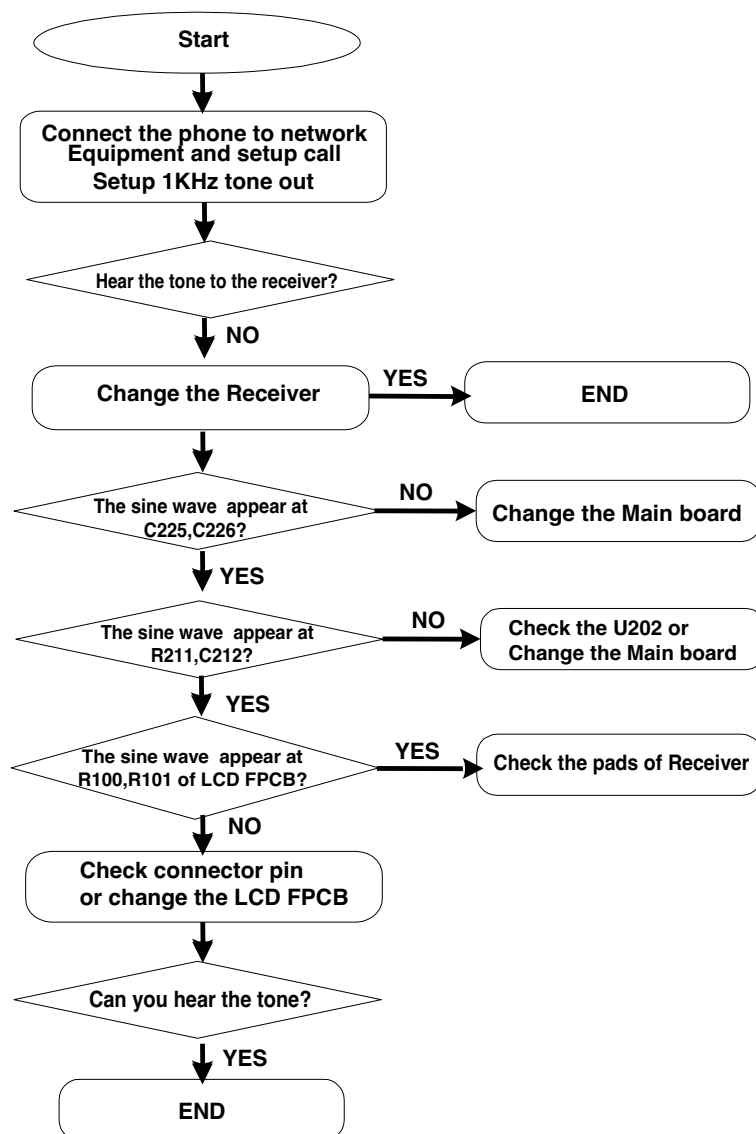 Start
Connect the phone to network
Equipment and setup call
Setup 1KHz tone out
Hear the tone to the receiver?
NO
Change the Receiver
YES
END
The sine wave appear at
C225,C226?
NO
Change the Main board
YES
The sine wave appear at
R211,C212?
NO
Check the U202 or
Change the Main board
YES
The sine wave appear at
R100,R101 of LCD FPCB?
YES
Check the pads of Receiver
NO
Check connector pin
or change the LCD FPCB
Can you hear the tone?
YES
END